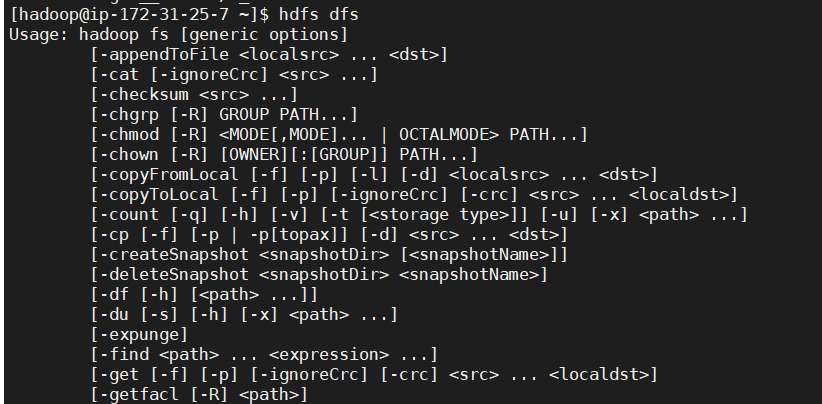 [hadoop@ip-172-31-25-7 ~]$ hdfs dfs
Usage: hadoop fs [generic options]
[-appendToFile <localsrc> ... <dst>]
[-cat [-ignoreCrc] <src> ...]
[-checksum <src> ...]
[-chgrp [-R] GROUP PATH...]
[-chmod [-R] <MODE[,MODE]... | OCTALMODE> PATH...]
[-chown [-R] [OWNER][:[GROUP]] PATH...]
[-copyFromLocal [-f] [-p] [-l] [-d] <localsrc> ... <dst>]
[-copyToLocal [-f] [-p] [-ignoreCrc] [-crc] <src> ... <localdst>]
[-count [-q] [-h] [-v] [-t [<storage type>]] [-u] [-x] <path> ...]
[-cp [-f] [-p | -p[topax]] [-d] <src> ... <dst>]
[-createSnapshot <snapshotDir> [<snapshotName>]]
[-deleteSnapshot <snapshotDir> <snapshotName>]
[-df [-h] [<path> ...]]
[-du [-s] [-h] [-x] <path> ...]
[-expunge]
[-find <path> ... <expression> ...]
[-get [-f] [-p] [-ignoreCrc] [-crc] <src> ... <localdst>]
[-getfacl [-R] <path>]